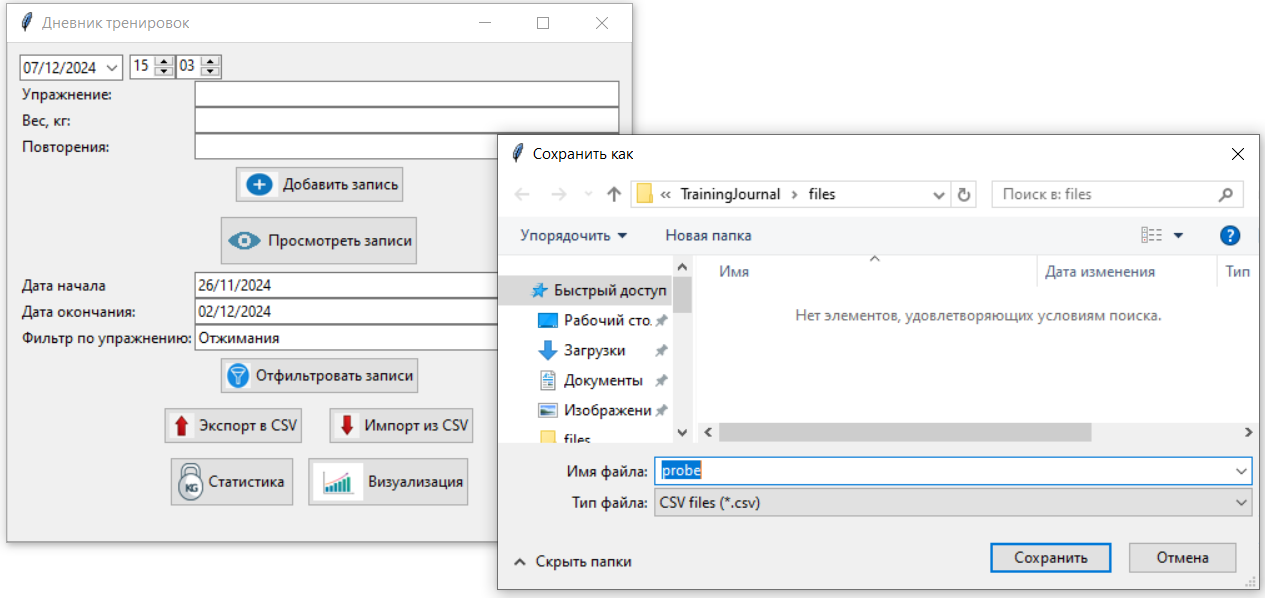 Дневник тренировок
07/12/2024 15 03
Упражнение:
Вес, кг:
Повторения:
Добавить запись
Просмотреть записи
Дата начала 26/11/2024
Дата окончания: 02/12/2024
Фильтр по упражнению: Отжимания
Отфильтровать записи
Экспорт в CSV Импорт из CSV
KG Статистика Визуализация
Сохранить как
« TrainingJournal › files Поиск в: files
Упорядочить Новая папка ?
Имя Дата изменения Тип
Быстрый доступ
Нет элементов, удовлетворяющих условиям поиска.
Рабочий сто.
Загрузки
Документы
Изображени
files
Имя файла: probe
Тип файла: CSV files (*.csv)
Скрыть папки Сохранить Отмена